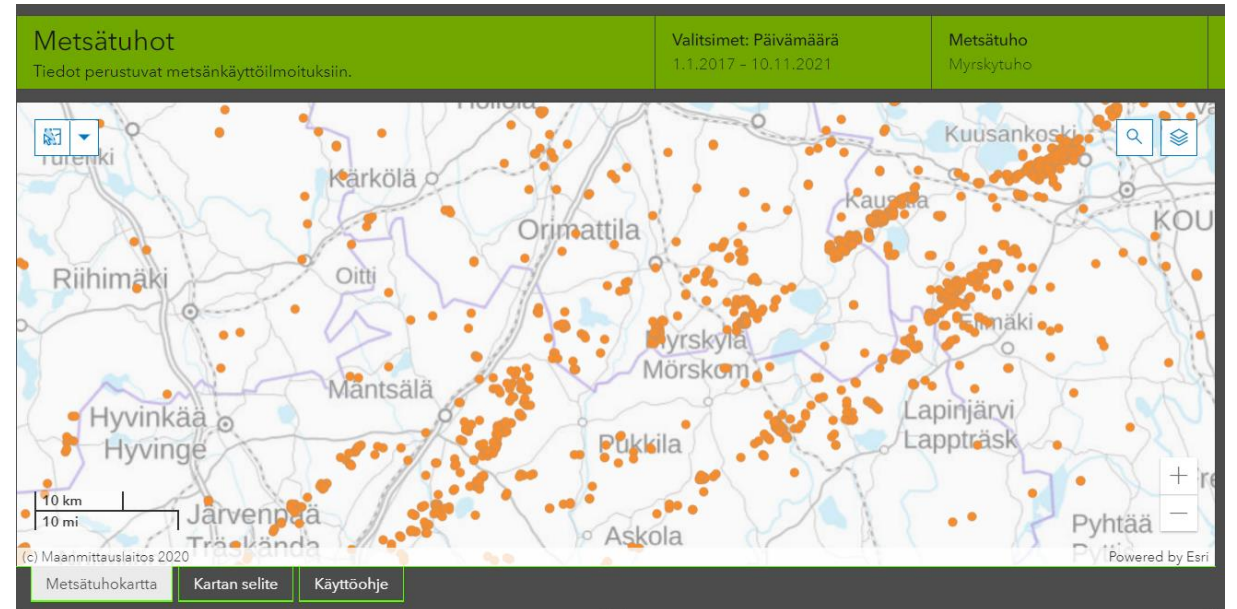 Metsätuhot
Tiedot perustuvat metsänkäyttöilmoituksiin.
Valitsimet: Päivämäärä
1.1.2017 – 10.11.2021
Metsätuho
Myrskytuho
Hollola
Kuusankoski
Turenki
Kärkölä
Kausala
KOU
Orimattila
Riihimäki
Oitti
Elimäki
Myrskylä
Mörskom
Mäntsälä
Hyvinkää
Hyvinge
Lapinjärvi
Lappträsk
Pukkila
10 km
10 mi
Järvenpää
Träskända
Askola
Pyhtää
(c) Maanmittauslaitos 2020
Powered by Esri
Metsätuhokartta
Kartan selite
Käyttöohje